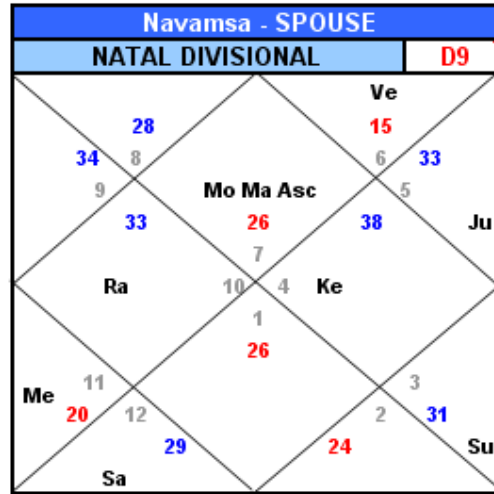 Navamsa - SPOUSE
NATAL DIVISIONAL D9
Ve
28 15
34 8 6 33
9 Mo Ma Asc 5
33 26 38 Ju
7
Ra 10 4 Ke
1
26
11 3
Me
20 12 2 31
29 24 Su
Sa